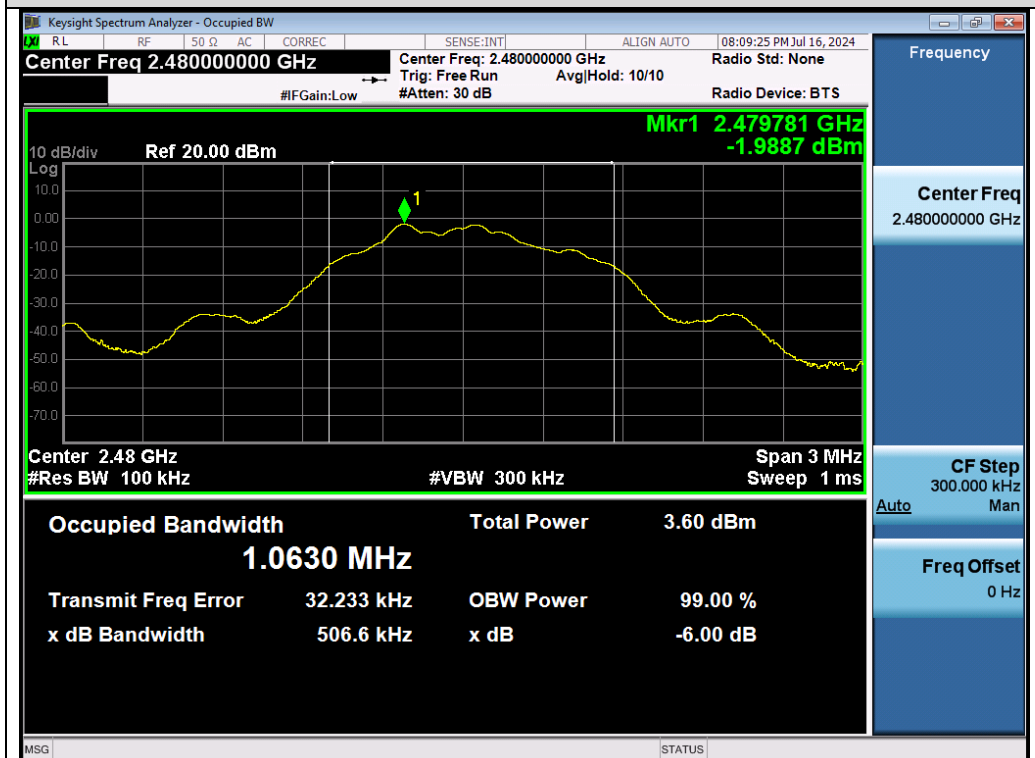 Keysight Spectrum Analyzer - Occupied BW
LXI RL RF 50 Ω AC CORREC SENSE:INT ALIGN AUTO 08:09:25 PM Jul 16, 2024
Center Freq 2.480000000 GHz
Center Freq: 2.480000000 GHz Radio Std: None
Trig: Free Run Avg|Hold: 10/10
#IFGain:Low #Atten: 30 dB Radio Device: BTS
Frequency
Mkr1 2.479781 GHz
-1.9887 dBm
10 dB/div Ref 20.00 dBm
Log
10.0
0.00
-10.0
-20.0
-30.0
-40.0
-50.0
-60.0
-70.0
1
Center 2.48 GHz Span 3 MHz
#Res BW 100 kHz #VBW 300 kHz Sweep 1 ms
Center Freq
2.480000000 GHz
CF Step
300.000 kHz
Auto Man
Freq Offset
0 Hz
Occupied Bandwidth Total Power 3.60 dBm
1.0630 MHz
Transmit Freq Error 32.233 kHz OBW Power 99.00 %
x dB Bandwidth 506.6 kHz x dB -6.00 dB
MSG STATUS